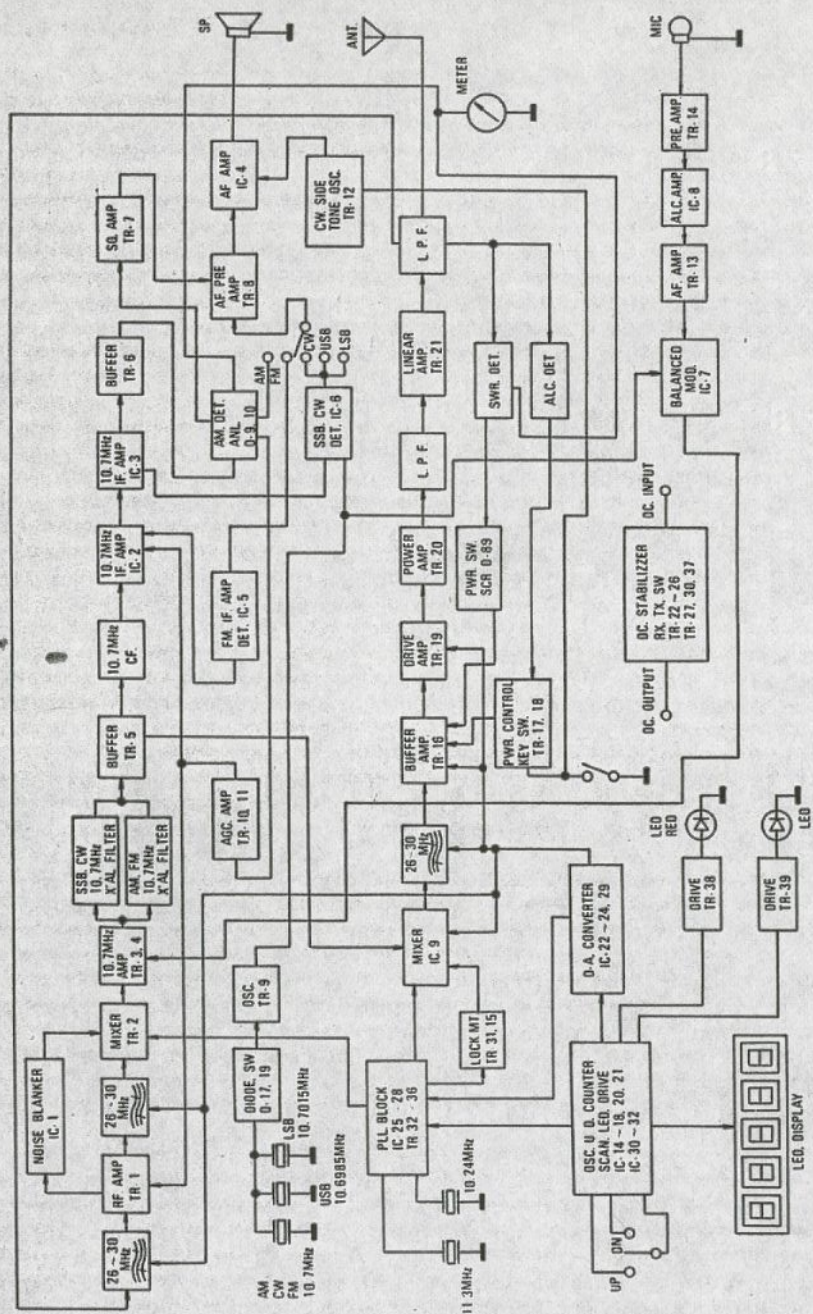 26~30
MHz
RF AMP
TR-1
NOISE BLANKER
IC-1
26~30
MHz
MIXER
TR-2
10.7MHz
AMP
TR-3, 4
SSB. CW
10.7MHz
X'AL FILTER
AM, FM
10.7MHz
X'AL FILTER
BUFFER
TR-5
10.7MHz
CF.
10.7MHz
IF. AMP
IC-2
10.7MHz
IF. AMP
IC-3
BUFFER
TR-6
SQ. AMP
TR-7
AM. DET.
ANL
D-9, 10
AF. PRE
AMP
TR-8
AF AMP
IC-4
SP.
AGC. AMP
TR-10, 11
FM. IF. AMP
DET. IC-5
SSB. CW
DET. IC-6
AM
FM
CW
USB
LSB
CW. SIDE
TONE OSC.
TR-12
ANT.
METER
AM,
CW
FM
10.7MHz
USB
10.6985MHz
LSB
10.7015MHz
DIODE, SW
D-17, 19
OSC.
TR-9
MIXER
IC. 9
26~30
MHz
BUFFER
AMP.
TR-16
DRIVE
AMP
TR-19
POWER
AMP
TR-20
L.P.F.
LINEAR
AMP
TR-21
L.P.F.
PLL BLOCK
IC 25 ~ 28
TR 32 ~ 36
LOCK MT
TR 31, 15
11.3MHz
10.24MHz
PWR. CONTROL
KEY SW.
TR-17, 18
PWR. SW.
SCR D-89
SWR. DET.
ALC. DET
OSC. U. D. COUNTER
SCAN. LED. DRIVE
IC-14 ~ 18, 20, 21
IC-30 ~ 32
UP
ON
D-A. CONVERTER
IC-22 ~ 24, 29
DRIVE
TR-38
LED
RED
DRIVE
TR-39
LED
LED, DISPLAY
DC. OUTPUT
DC. STABILIZZER
RX. TX. SW
TR-22 ~ 26
TR-27, 30, 37
DC. INPUT
BALANCED
MOD. IC-7
AF. AMP
TR-13
ALC. AMP
IC-8
PRE. AMP
TR-14
MIC